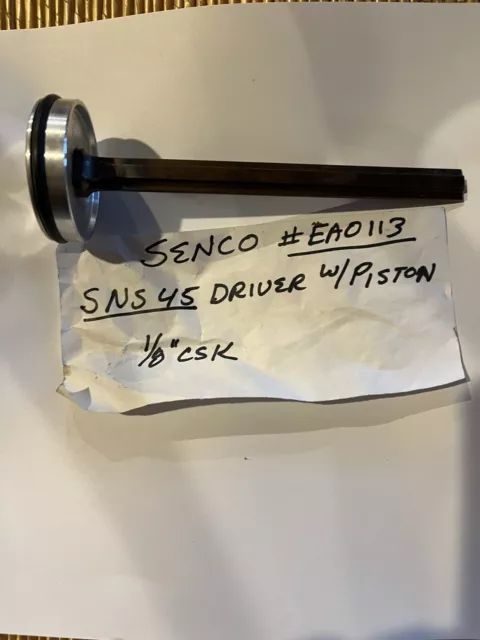 SENCO #EA0113
SNS45 DRIVER W/PISTON
1/8" CSK